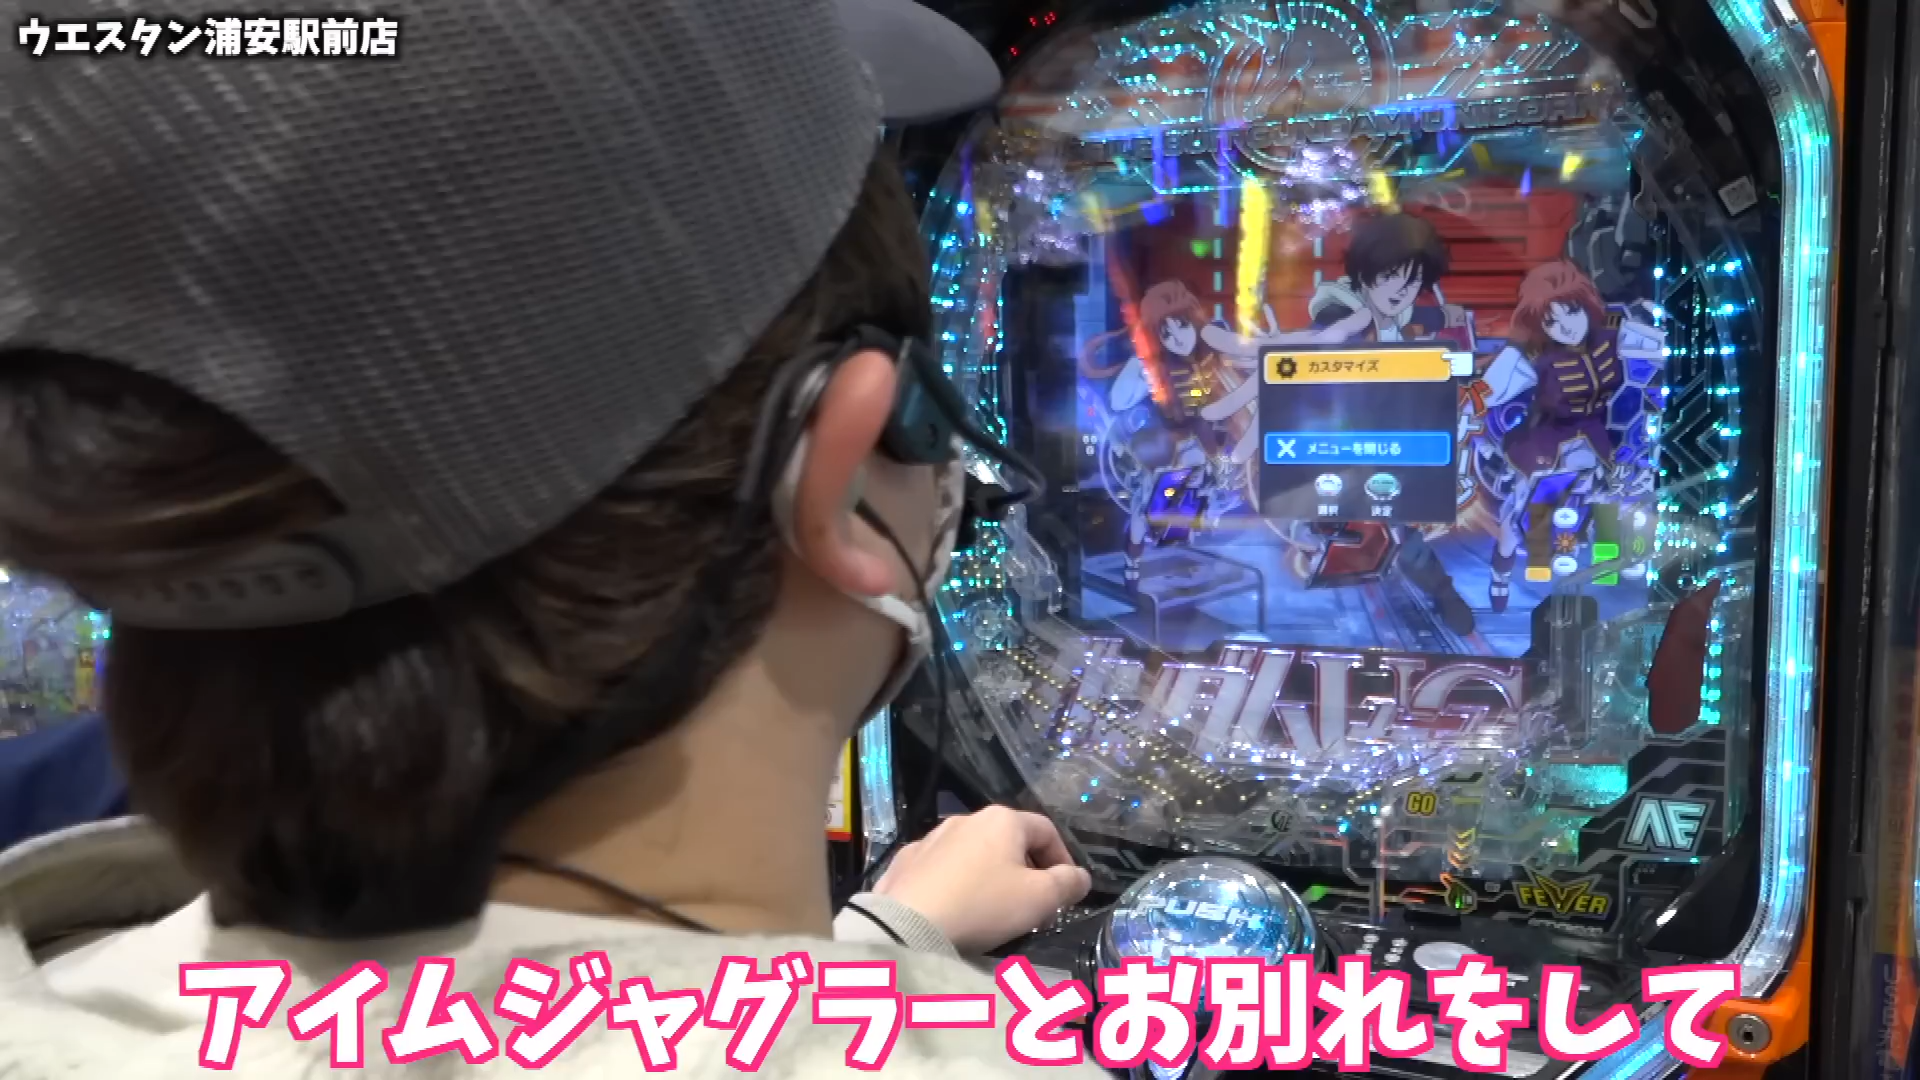 ウエスタン浦安駅前店
カスタマイズ
メニューを閉じる
選択 決定
GO
FEVER
PUSH
アイムジャグラーとお別れをして